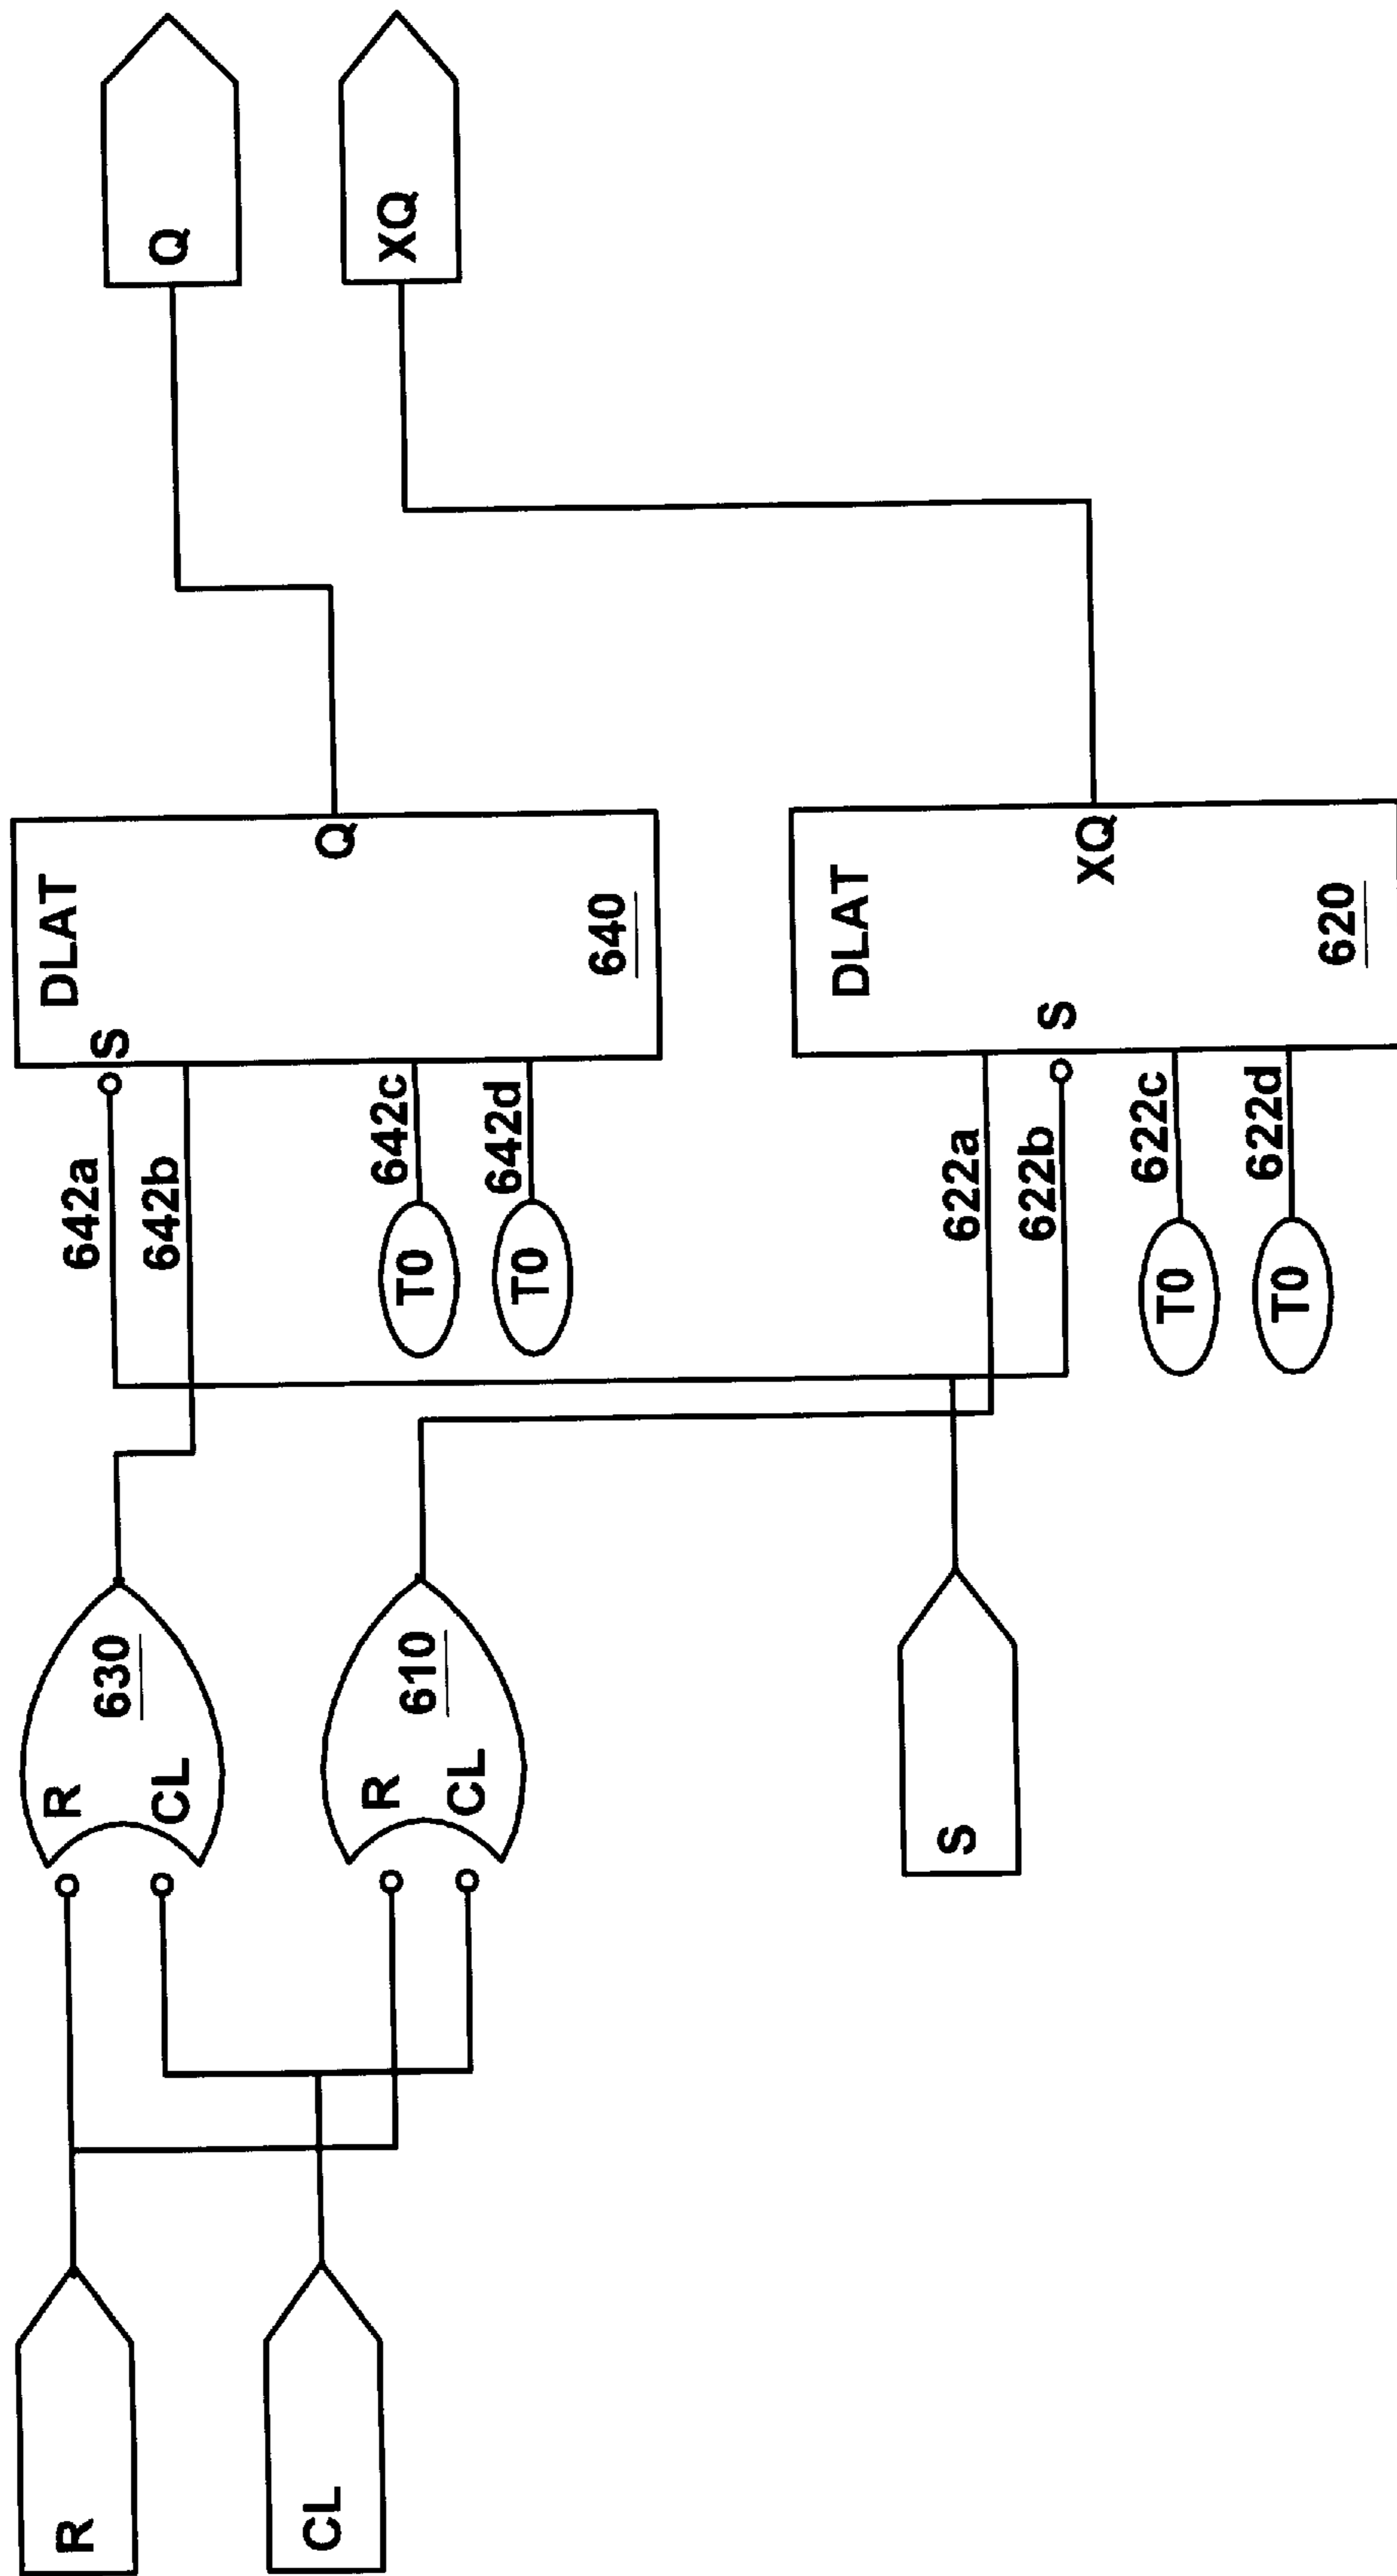 R
CL
R
CL
630
R
CL
610
S
642a
642b
642c
642d
T0
T0
S
DLAT
Q
640
622a
622b
622c
622d
T0
T0
S
DLAT
XQ
620
Q
XQ